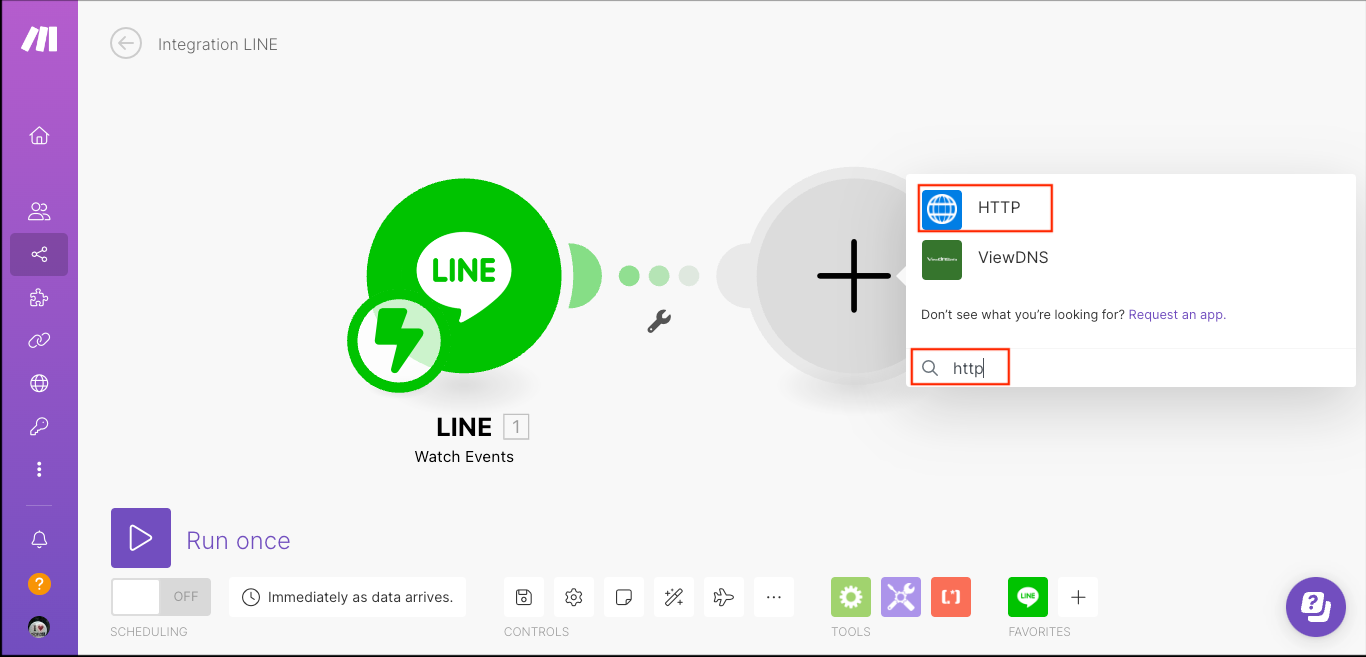 Integration LINE
HTTP
ViewDNS
Don't see what you're looking for? Request an app.
http
LINE
LINE 1
Watch Events
Run once
OFF
Immediately as data arrives.
[.*]
LINE
SCHEDULING
CONTROLS
TOOLS
FAVORITES
?
?